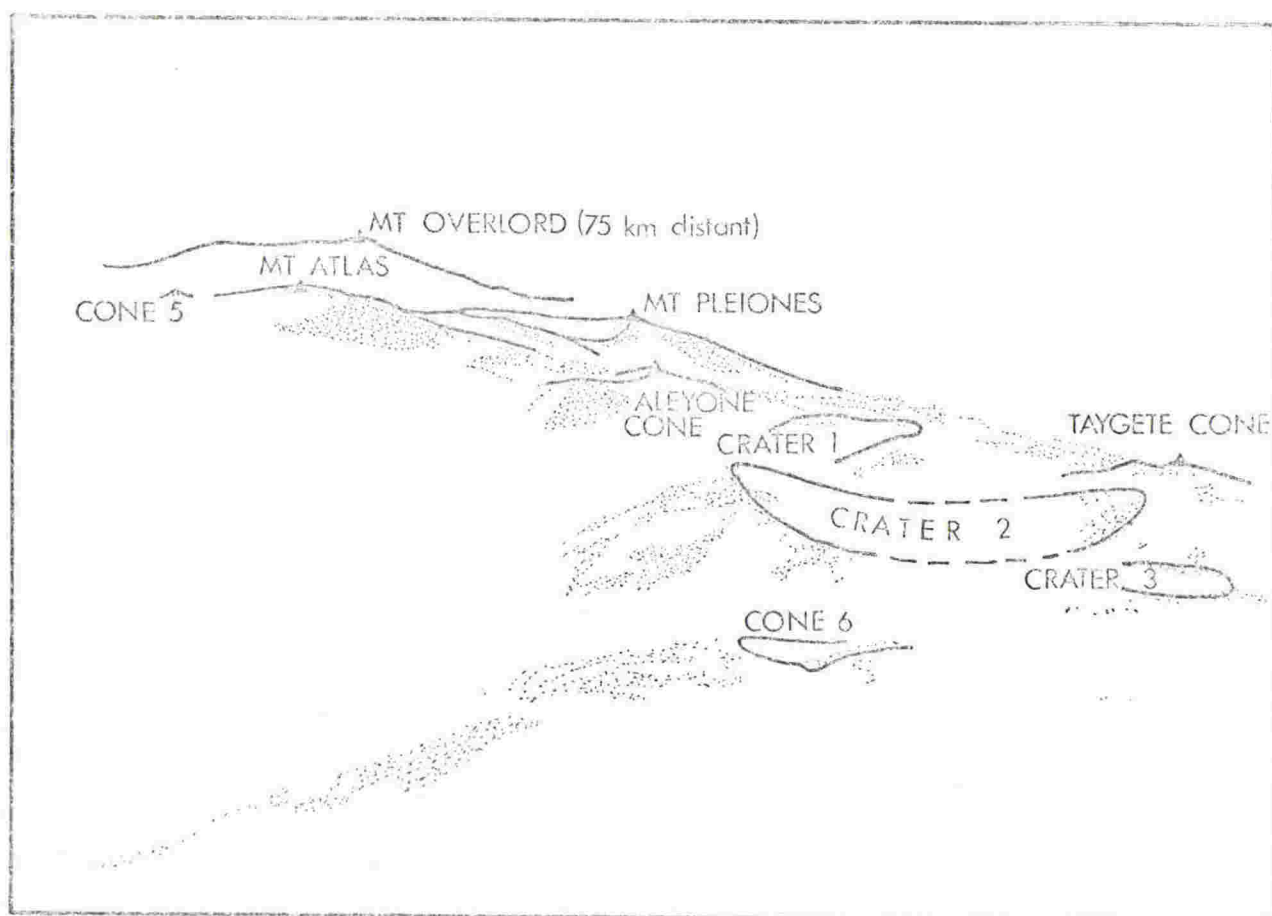 MT OVERLORD (75 km distant)
MT ATLAS
CONE 5
MT PLEIONES
ALEYONE
CONE
TAYGETE CONE
CRATER 1
CRATER 2
CRATER 3
CONE 6